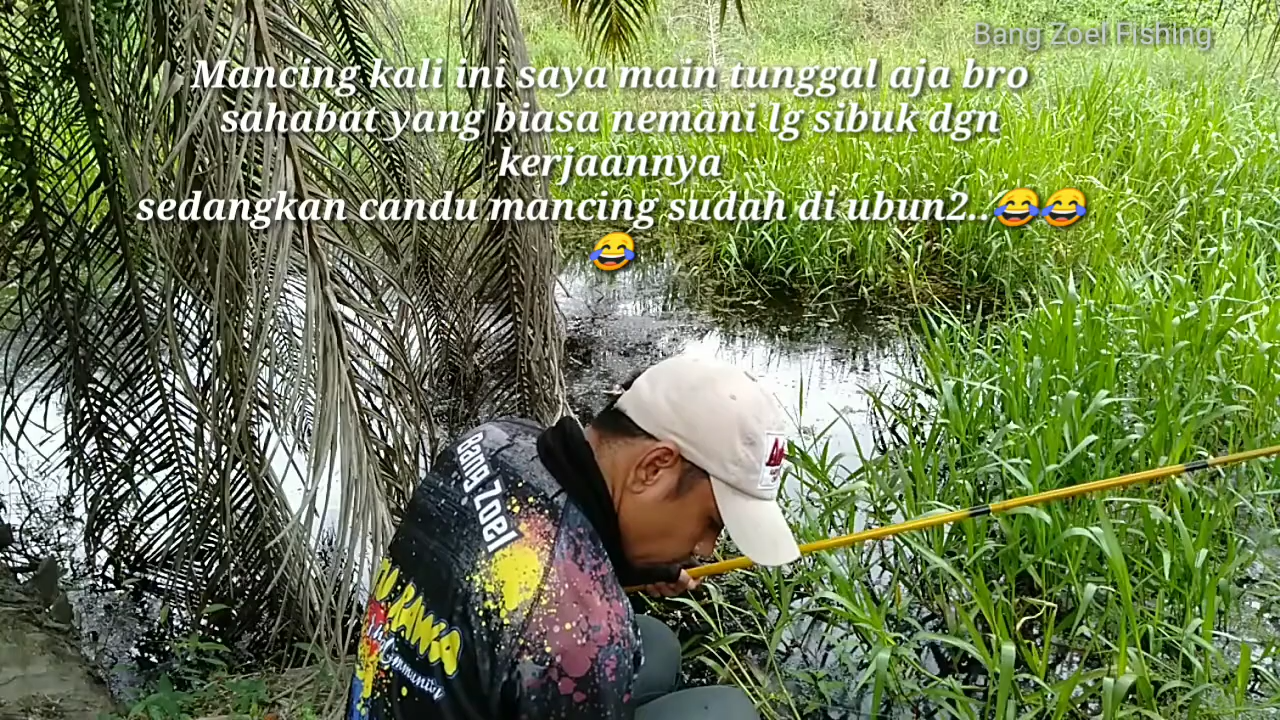 Bang Zoel Fishing
Mancing kali ini saya main tunggal aja bro
sahabat yang biasa nemani lg sibuk dgn
kerjaannya
sedangkan candu mancing sudah di ubun2..😂😂
😂
Bang Zoel
RAWA